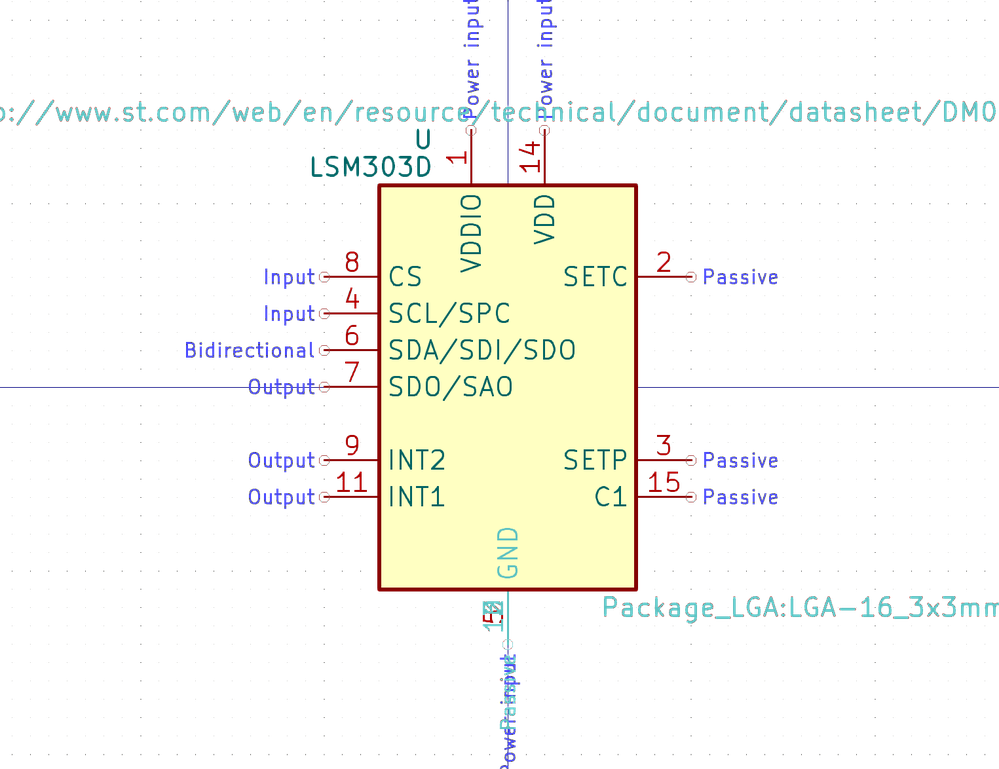 Power input
Power input
p://www.st.com/web/en/resource/technical/document/datasheet/DM0
U
LSM303D
1
14
VDDIO
VDD
Input 8 CS
SETC 2 Passive
Input 4 SCL/SPC
Bidirectional 6 SDA/SDI/SDO
Output 7 SDO/SAO
Output 9 INT2
SETP 3 Passive
Output 11 INT1
C1 15 Passive
GND
Package_LGA:LGA-16_3x3mm
Power input